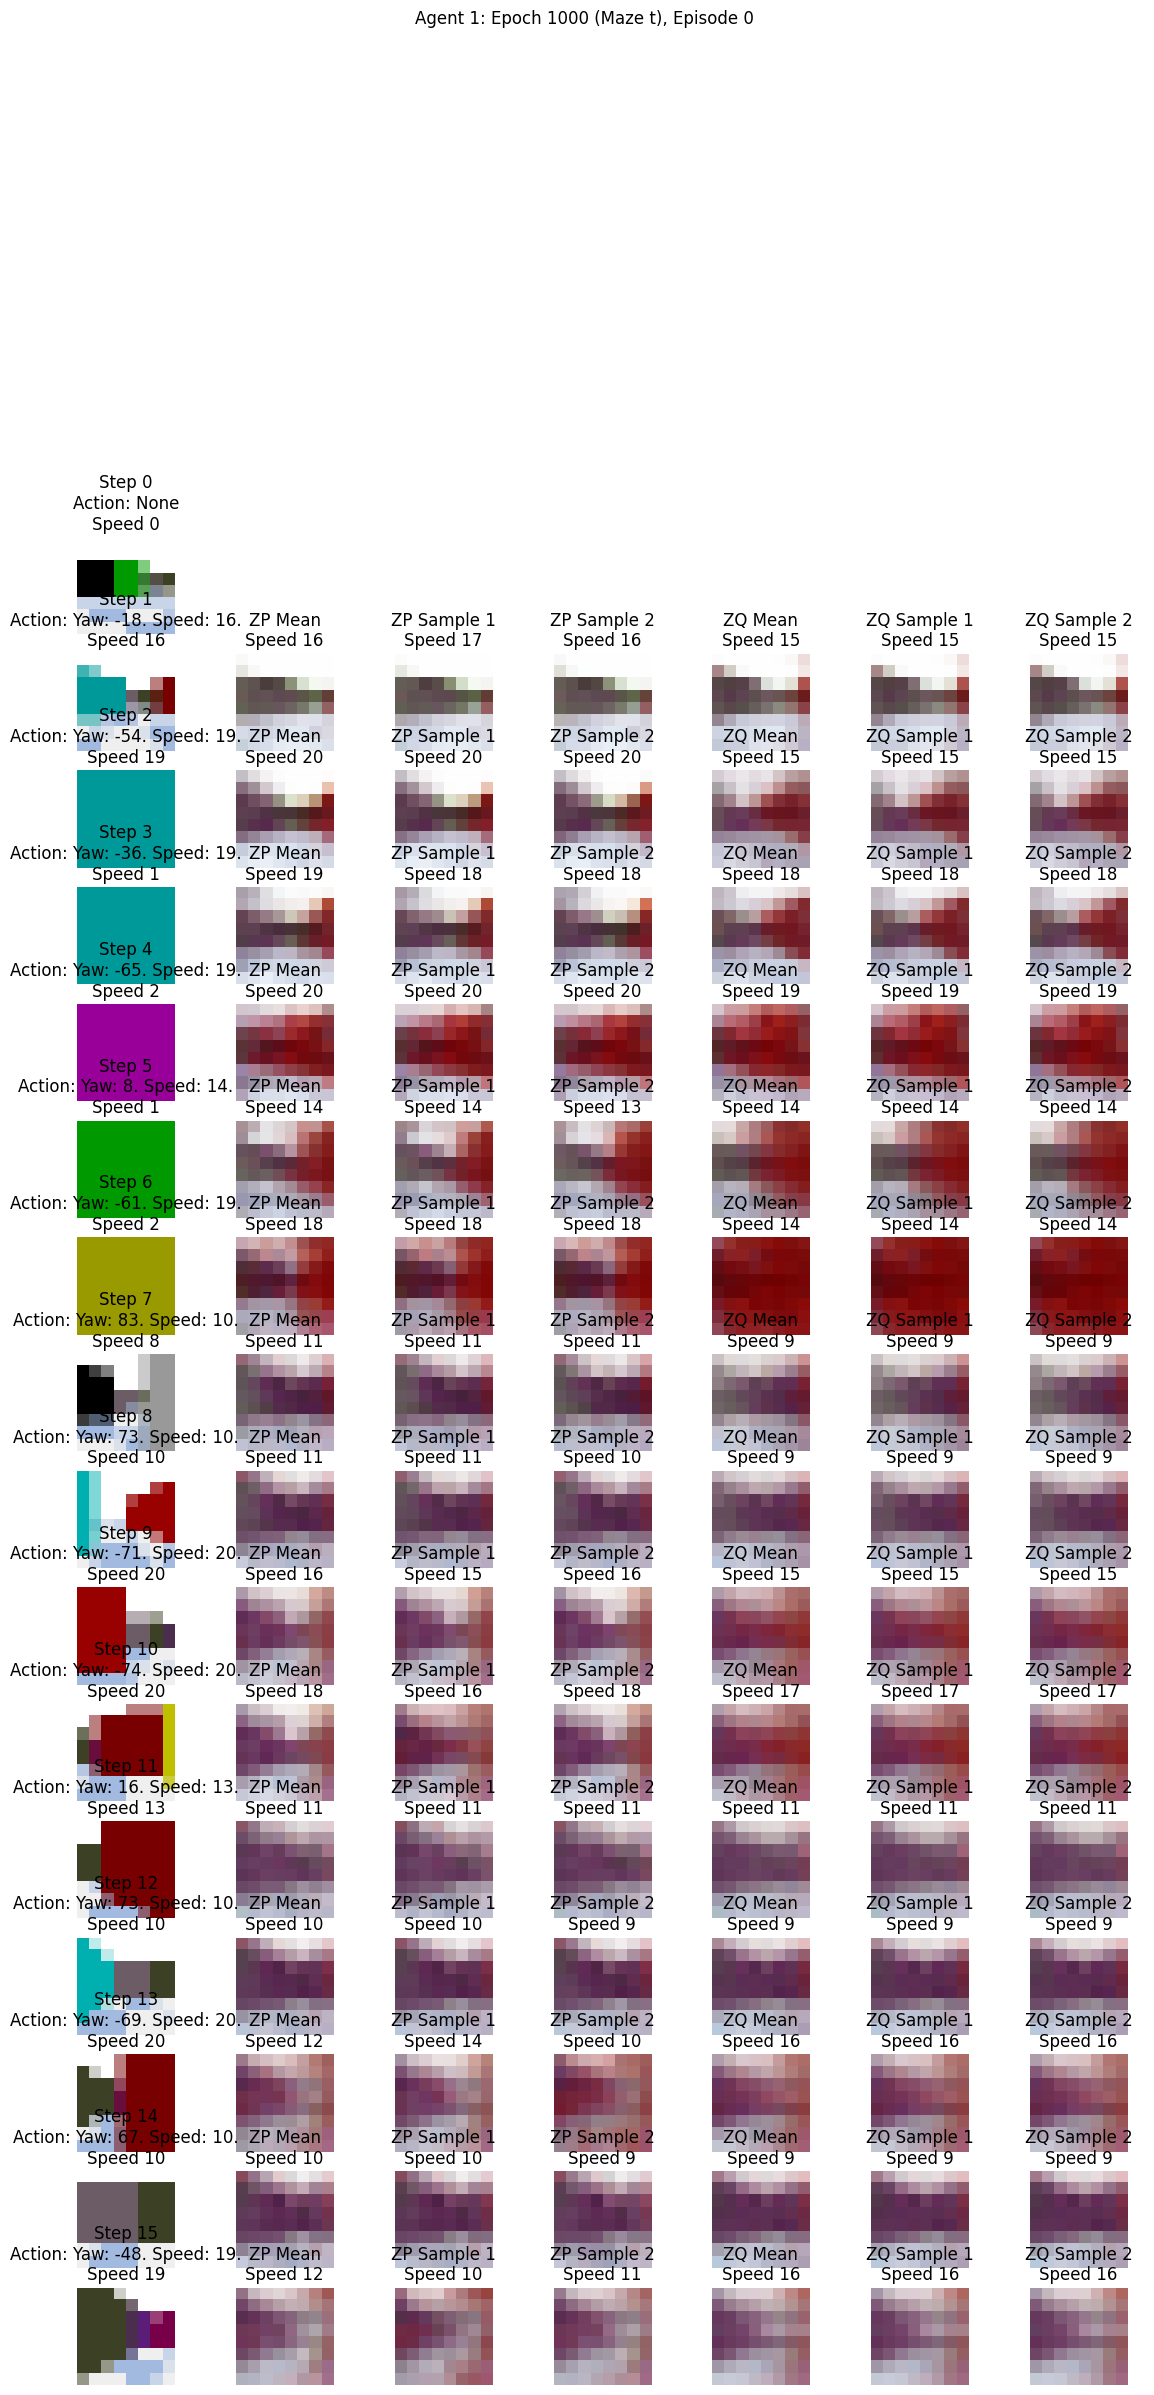 Agent 1: Epoch 1000 (Maze t), Episode 0
Step 0
Action: None
Speed 0
Step 1
Action: Yaw: -18. Speed: 16.
Speed 16
ZP Mean
Speed 16
ZP Sample 1
Speed 17
ZP Sample 2
Speed 16
ZQ Mean
Speed 15
ZQ Sample 1
Speed 15
ZQ Sample 2
Speed 15
Step 2
Action: Yaw: -54. Speed: 19.
Speed 19
ZP Mean
Speed 20
ZP Sample 1
Speed 20
ZP Sample 2
Speed 20
ZQ Mean
Speed 15
ZQ Sample 1
Speed 15
ZQ Sample 2
Speed 15
Step 3
Action: Yaw: -36. Speed: 19.
Speed 1
ZP Mean
Speed 19
ZP Sample 1
Speed 18
ZP Sample 2
Speed 18
ZQ Mean
Speed 18
ZQ Sample 1
Speed 18
ZQ Sample 2
Speed 18
Step 4
Action: Yaw: -65. Speed: 19.
Speed 2
ZP Mean
Speed 20
ZP Sample 1
Speed 20
ZP Sample 2
Speed 20
ZQ Mean
Speed 19
ZQ Sample 1
Speed 19
ZQ Sample 2
Speed 19
Step 5
Action: Yaw: 8. Speed: 14.
Speed 1
ZP Mean
Speed 14
ZP Sample 1
Speed 14
ZP Sample 2
Speed 13
ZQ Mean
Speed 14
ZQ Sample 1
Speed 14
ZQ Sample 2
Speed 14
Step 6
Action: Yaw: -61. Speed: 19.
Speed 2
ZP Mean
Speed 18
ZP Sample 1
Speed 18
ZP Sample 2
Speed 18
ZQ Mean
Speed 14
ZQ Sample 1
Speed 14
ZQ Sample 2
Speed 14
Step 7
Action: Yaw: 83. Speed: 10.
Speed 8
ZP Mean
Speed 11
ZP Sample 1
Speed 11
ZP Sample 2
Speed 11
ZQ Mean
Speed 9
ZQ Sample 1
Speed 9
ZQ Sample 2
Speed 9
Step 8
Action: Yaw: 73. Speed: 10.
Speed 10
ZP Mean
Speed 11
ZP Sample 1
Speed 11
ZP Sample 2
Speed 10
ZQ Mean
Speed 9
ZQ Sample 1
Speed 9
ZQ Sample 2
Speed 9
Step 9
Action: Yaw: -71. Speed: 20.
Speed 20
ZP Mean
Speed 16
ZP Sample 1
Speed 15
ZP Sample 2
Speed 16
ZQ Mean
Speed 15
ZQ Sample 1
Speed 15
ZQ Sample 2
Speed 15
Step 10
Action: Yaw: -74. Speed: 20.
Speed 20
ZP Mean
Speed 18
ZP Sample 1
Speed 16
ZP Sample 2
Speed 18
ZQ Mean
Speed 17
ZQ Sample 1
Speed 17
ZQ Sample 2
Speed 17
Step 11
Action: Yaw: 16. Speed: 13.
Speed 13
ZP Mean
Speed 11
ZP Sample 1
Speed 11
ZP Sample 2
Speed 11
ZQ Mean
Speed 11
ZQ Sample 1
Speed 11
ZQ Sample 2
Speed 11
Step 12
Action: Yaw: 73. Speed: 10.
Speed 10
ZP Mean
Speed 10
ZP Sample 1
Speed 10
ZP Sample 2
Speed 9
ZQ Mean
Speed 9
ZQ Sample 1
Speed 9
ZQ Sample 2
Speed 9
Step 13
Action: Yaw: -69. Speed: 20.
Speed 20
ZP Mean
Speed 12
ZP Sample 1
Speed 14
ZP Sample 2
Speed 10
ZQ Mean
Speed 16
ZQ Sample 1
Speed 16
ZQ Sample 2
Speed 16
Step 14
Action: Yaw: 67. Speed: 10.
Speed 10
ZP Mean
Speed 10
ZP Sample 1
Speed 10
ZP Sample 2
Speed 9
ZQ Mean
Speed 9
ZQ Sample 1
Speed 9
ZQ Sample 2
Speed 9
Step 15
Action: Yaw: -48. Speed: 19.
Speed 19
ZP Mean
Speed 12
ZP Sample 1
Speed 10
ZP Sample 2
Speed 11
ZQ Mean
Speed 16
ZQ Sample 1
Speed 16
ZQ Sample 2
Speed 16